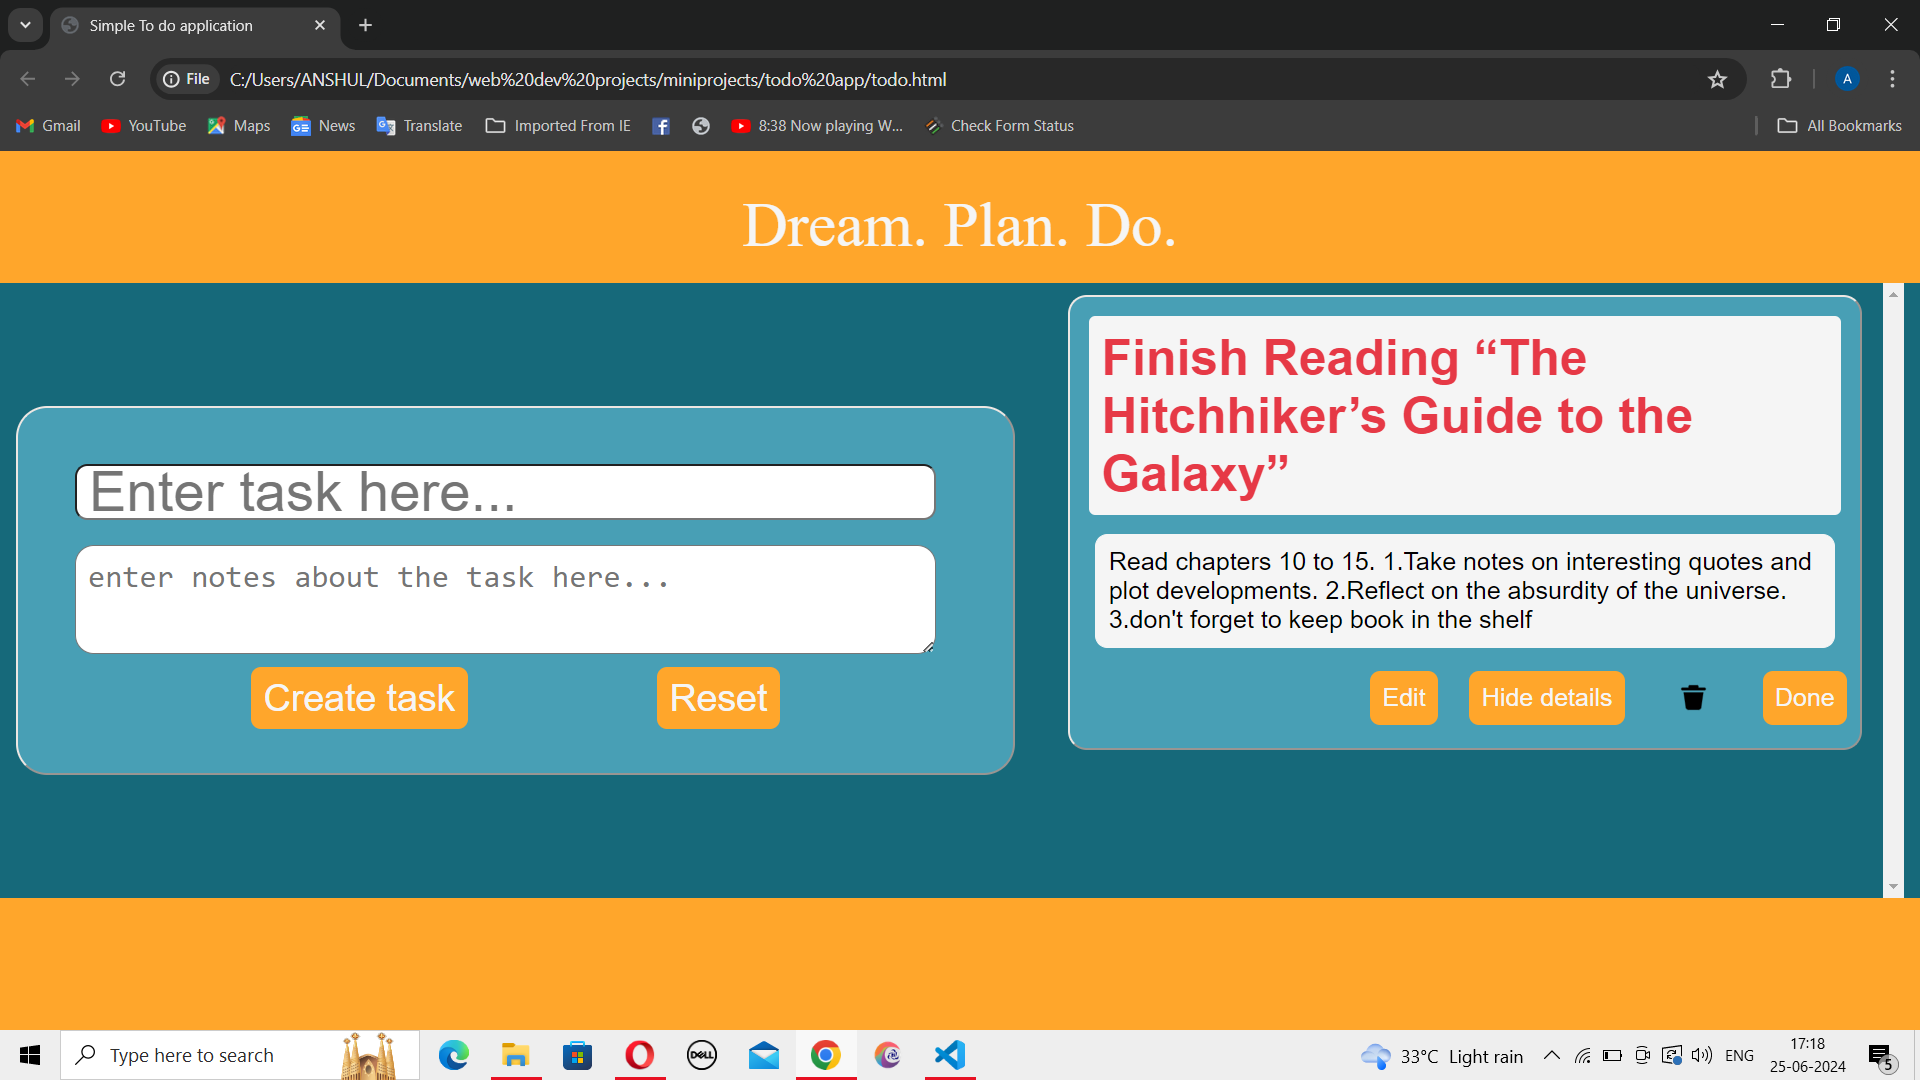 Simple To do application
File
C:/Users/ANSHUL/Documents/web%20dev%20projects/miniprojects/todo%20app/todo.html
A
Gmail
YouTube
Maps
News
Translate
Imported From IE
8:38 Now playing W...
Check Form Status
All Bookmarks
Dream. Plan. Do.
Enter task here...
enter notes about the task here...
Create task
Reset
Finish Reading “The
Hitchhiker’s Guide to the
Galaxy”
Read chapters 10 to 15. 1.Take notes on interesting quotes and
plot developments. 2.Reflect on the absurdity of the universe.
3.don't forget to keep book in the shelf
Edit
Hide details
Done
Type here to search
DELL
33°C Light rain
ENG
17:18
25-06-2024
5